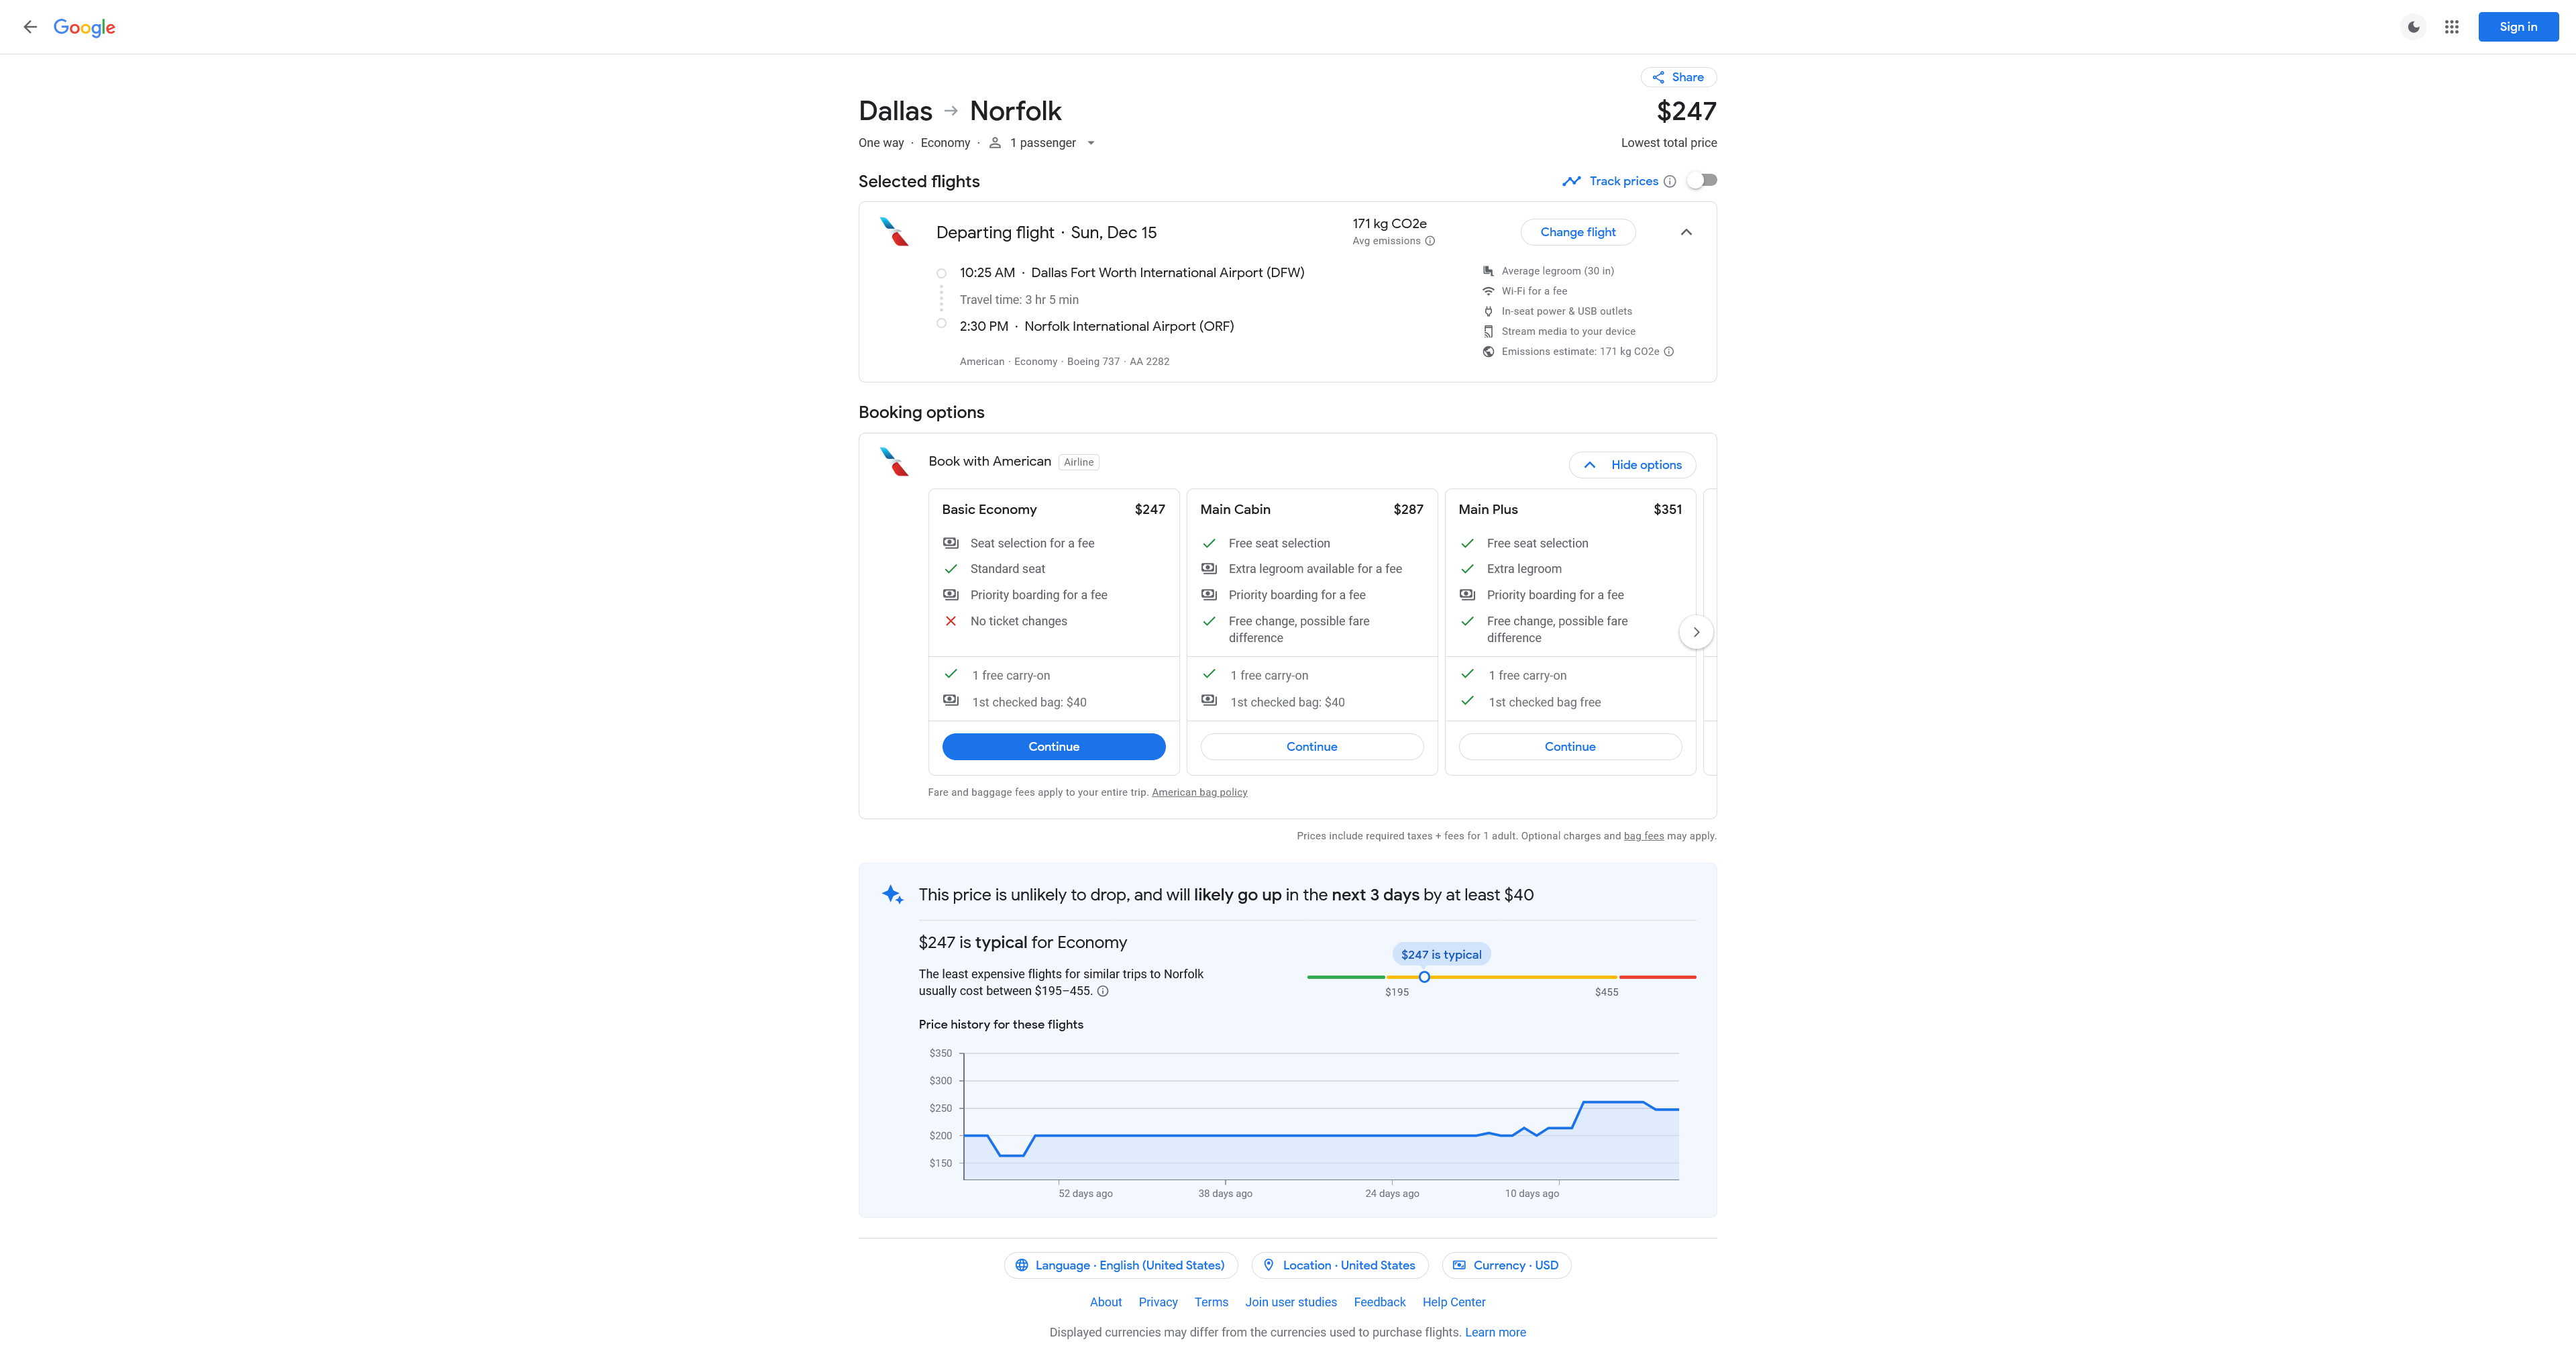 Google
Sign in
Share
Dallas → Norfolk
$247
One way · Economy · 1 passenger
Lowest total price
Selected flights
Track prices
Departing flight · Sun, Dec 15
171 kg CO2e
Avg emissions
Change flight
10:25 AM · Dallas Fort Worth International Airport (DFW)
Travel time: 3 hr 5 min
2:30 PM · Norfolk International Airport (ORF)
American · Economy · Boeing 737 · AA 2282
Average legroom (30 in)
Wi-Fi for a fee
In-seat power & USB outlets
Stream media to your device
Emissions estimate: 171 kg CO2e
Booking options
Book with American Airline
Hide options
Basic Economy $247
Seat selection for a fee
Standard seat
Priority boarding for a fee
No ticket changes
1 free carry-on
1st checked bag: $40
Continue
Main Cabin $287
Free seat selection
Extra legroom available for a fee
Priority boarding for a fee
Free change, possible fare
difference
1 free carry-on
1st checked bag: $40
Continue
Main Plus $351
Free seat selection
Extra legroom
Priority boarding for a fee
Free change, possible fare
difference
1 free carry-on
1st checked bag free
Continue
Fare and baggage fees apply to your entire trip. American bag policy
Prices include required taxes + fees for 1 adult. Optional charges and bag fees may apply.
This price is unlikely to drop, and will likely go up in the next 3 days by at least $40
$247 is typical for Economy
The least expensive flights for similar trips to Norfolk
usually cost between $195–455.
$247 is typical
$195 $455
Price history for these flights
$350
$300
$250
$200
$150
52 days ago 38 days ago 24 days ago 10 days ago
Language · English (United States) Location · United States Currency · USD
About Privacy Terms Join user studies Feedback Help Center
Displayed currencies may differ from the currencies used to purchase flights. Learn more